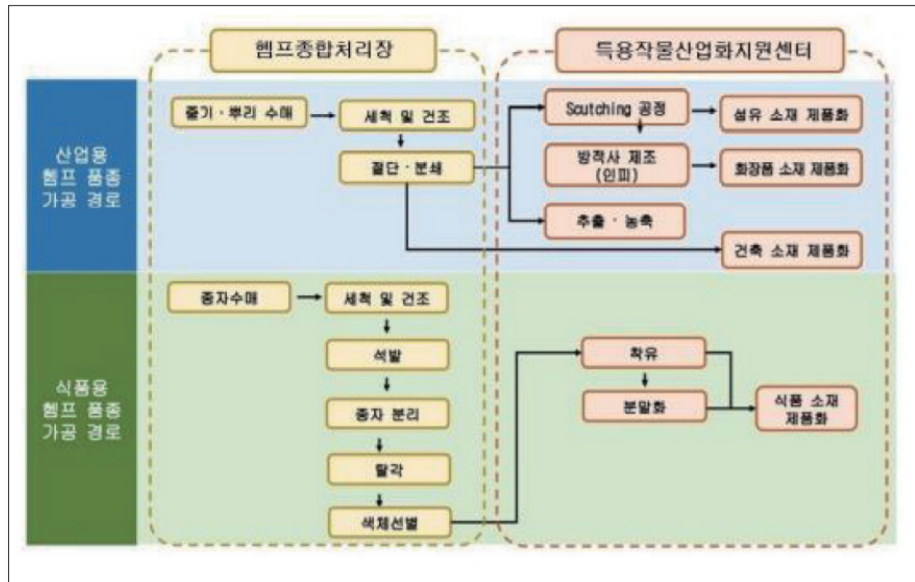 헴프종합처리장
특용작물산업화지원센터
산업용
헴프 품종
가공 경로
줄기·뿌리 수매
세척 및 건조
절단·분쇄
Scutching 공정
섬유 소재 제품화
방적사 제조
(인피)
화장품 소재 제품화
추출·농축
건축 소재 제품화
식품용
헴프 품종
가공 경로
종자수매
세척 및 건조
석발
종자 분리
탈각
색체선별
착유
분말화
식품 소재
제품화